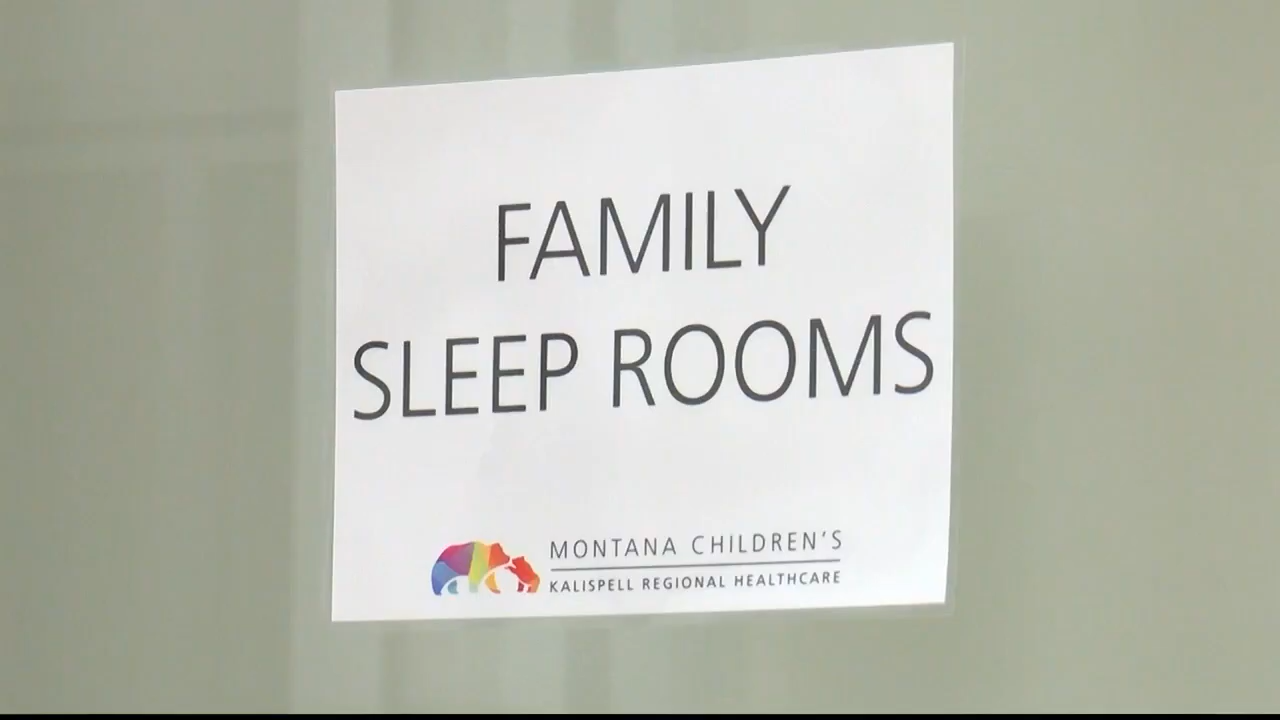 FAMILY
SLEEP ROOMS
MONTANA CHILDREN'S
KALISPELL REGIONAL HEALTHCARE